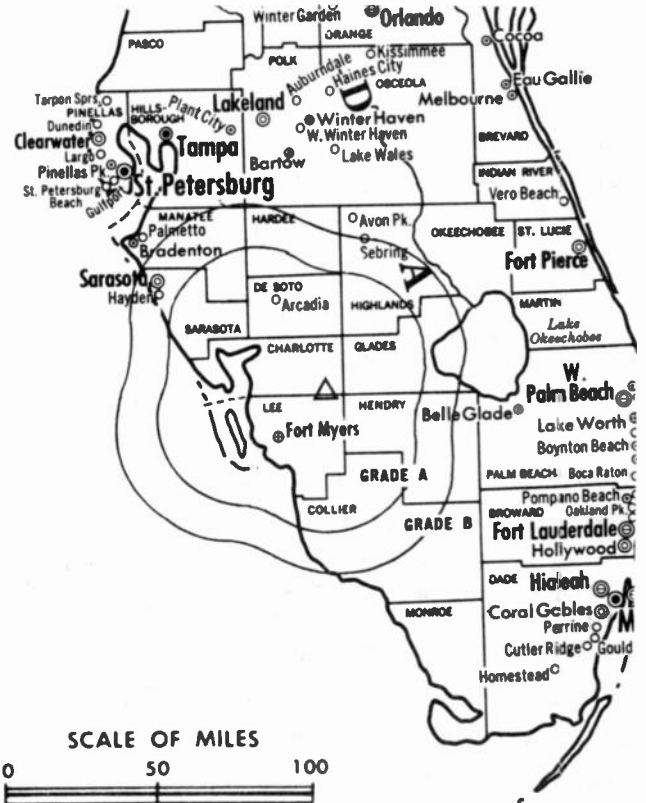 Winter Garden
Orlando
ORANGE
Cocoa
PASCO
POLK
Kissimmee
Auburndale
Haines City
OSCEOLA
Eau Gallie
Melbourne
Tarpon Sprs.
PINELLAS
HILLS-
BOROUGH
Plant City
Lakeland
Dunedin
Clearwater
Tampa
Winter Haven
W. Winter Haven
BREVARD
Largo
Bartow
Lake Wales
Pinellas Pk.
St. Petersburg
INDIAN RIVER
St. Petersburg
Beach
Gulfport
Vero Beach
MANATEE
HARDEE
Avon Pk.
Palmetto
Bradenton
OKEECHOBEE
ST. LUCIE
Sebring
Fort Pierce
Sarasota
Hayden
DE SOTO
Arcadia
A
HIGHLANDS
MARTIN
SARASOTA
Lake
Okeechobee
CHARLOTTE
GLADES
W.
Palm Beach
LEE
HENDRY
Belle Glade
Lake Worth
Fort Myers
Boynton Beach
GRADE A
PALM BEACH
Boca Raton
COLLIER
Pompano Beach
BROWARD
Oakland Pk.
GRADE B
Fort Lauderdale
Hollywood
DADE
Hialeah
MONROE
Coral Gables
M
Perrine
Cutler Ridge
Gould
Homestead
SCALE OF MILES
0 50 100